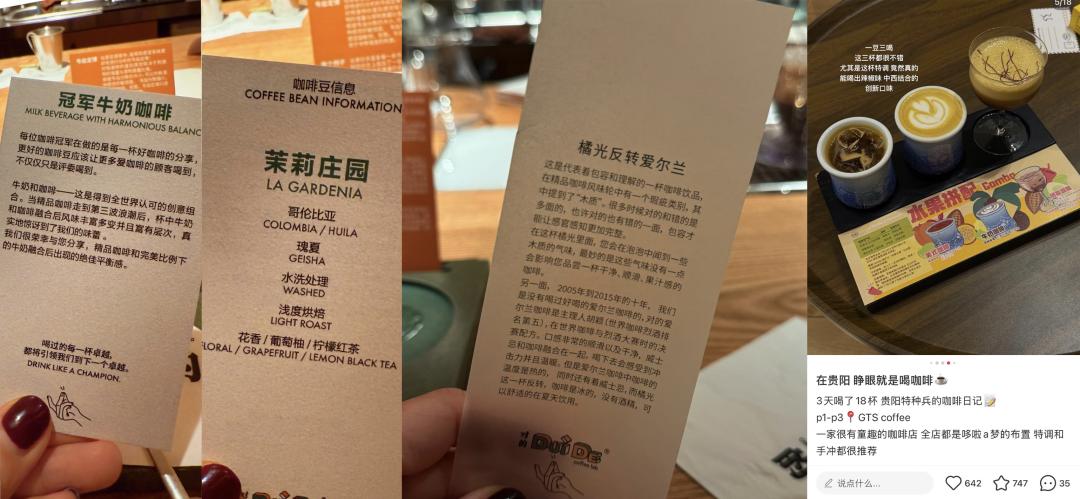 冠军牛奶咖啡
MILK BEVERAGE WITH HARMONIOUS BALANC
每位咖啡冠军在做的是每一杯好咖啡的分享，
更好的咖啡豆应该让更多爱咖啡的顾客喝到，
不仅仅只是评委喝到。
牛奶和咖啡——这是得到全世界认可的创意组
合。当精品咖啡走到第三波浪潮后，杯中牛奶
和咖啡融合后风味丰富多变并且富有层次，真
实地惊讶到了我们的味蕾。
我们很荣幸与您分享，精品咖啡和完美比例下
的牛奶融合后出现的绝佳平衡感。
喝过的每一杯卓越，
都将引领我们到下一个卓越。
DRINK LIKE A CHAMPION.
咖啡豆信息
COFFEE BEAN INFORMATION
茉莉庄园
LA GARDENIA
哥伦比亚
COLOMBIA / HUILA
瑰夏
GEISHA
水洗处理
WASHED
浅度烘焙
LIGHT ROAST
花香 / 葡萄柚 / 柠檬红茶
FLORAL / GRAPEFRUIT / LEMON BLACK TEA
橘光反转爱尔兰
这是代表着包容和理解的一杯咖啡饮品，
在精品咖啡风味轮中有一个瑕疵类别，其
中提到了“木质”。很多时候对的和错的是
多面的，也许对的也有错的一面，包容才
能让感官感知更加完整。
在这杯橘光里面，您会在泡泡中闻到一些
木质的气味，最妙的是这些气味没有一点
会影响您品尝一杯干净、顺滑、果汁感的
咖啡。
另一面，2005年到2015年的十年，我们
是没有喝过好喝的爱尔兰咖啡的，对的爱
尔兰咖啡是主理人胡颖（世界咖啡烈酒排
名第五），在世界咖啡与烈酒大赛时的决
赛配方。口感非常的顺滑以及干净，威士
忌和咖啡融合在一起，喝下去会感受到冲
击力并且温暖。但是爱尔兰咖啡中咖啡的
温度是热的，同时还有着威士忌，而橘光
这一杯反转，咖啡是冰的，没有酒精，可
以舒适的在夏天饮用。
对的 Dui De
coffee lab
5/18
一豆三喝
这三杯都很不错
尤其是这杯特调 竟然真的
能喝出辣椒味 中西结合的
创新口味
水果拼配 Combo
在贵阳 睁眼就是喝咖啡☕
3天喝了18杯 贵阳特种兵的咖啡日记📝
p1-p3📍GTS coffee
一家很有童趣的咖啡店 全店都是哆啦a梦的布置 特调和
手冲都很推荐
说点什么...
642
747
35